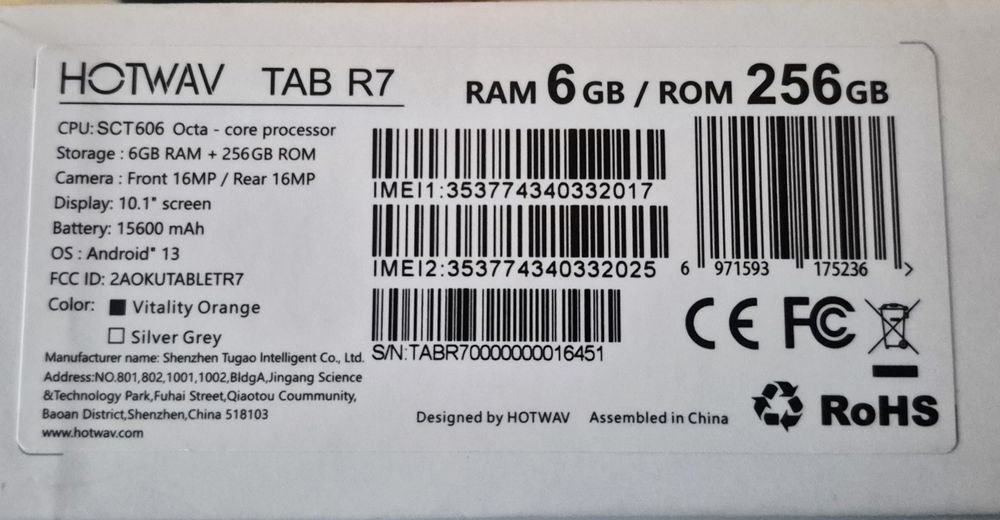 HOTWAV TAB R7
RAM 6GB / ROM 256GB
CPU: SCT606 Octa - core processor
Storage : 6GB RAM + 256GB ROM
Camera : Front 16MP / Rear 16MP
Display: 10.1" screen
Battery: 15600 mAh
OS : Android" 13
FCC ID: 2AOKUTABLETR7
Color: ■ Vitality Orange
□ Silver Grey
Manufacturer name: Shenzhen Tugao Intelligent Co., Ltd.
Address:NO.801,802,1001,1002,BldgA,Jingang Science
&Technology Park,Fuhai Street,Qiaotou Coummunity,
Baoan District,Shenzhen,China 518103
www.hotwav.com
IMEI1:353774340332017
IMEI2:353774340332025
S/N:TABR70000000016451
6 971593 175236 >
CE FC
RoHS
Designed by HOTWAV Assembled in China